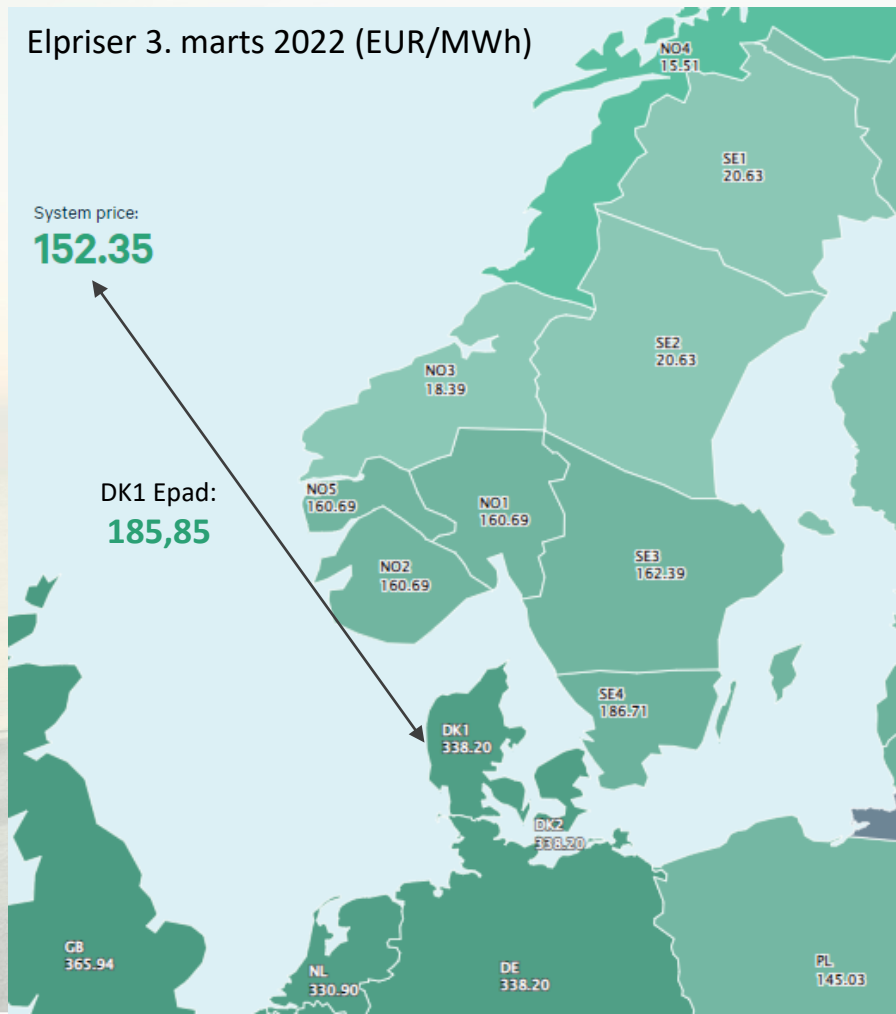 Elpriser 3. marts 2022 (EUR/MWh)
NO4
15.51
SE1
20.63
System price:
152.35
SE2
20.63
NO3
18.39
DK1 Epad:
185,85
NO5
160.69
NO1
160.69
NO2
160.69
SE3
162.39
SE4
186.71
DK1
338.20
DK2
338.20
GB
365.94
NL
330.90
DE
338.20
PL
145.03